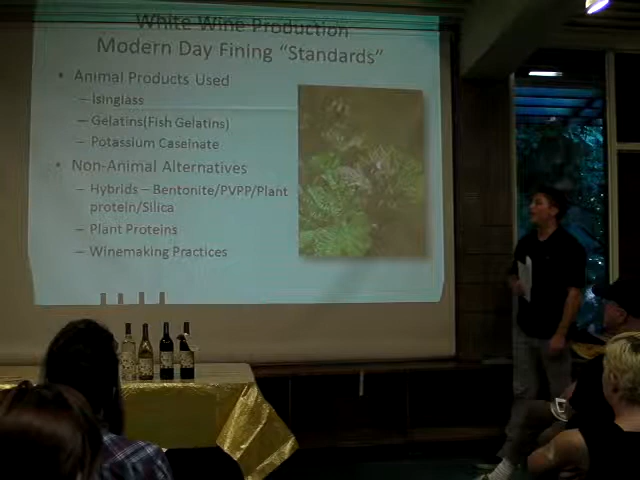 White Wine Production
Modern Day Fining “Standards”
• Animal Products Used
– Isinglass
– Gelatins(Fish Gelatins)
– Potassium Caseinate
• Non-Animal Alternatives
– Hybrids – Bentonite/PVPP/Plant
protein/Silica
– Plant Proteins
– Winemaking Practices